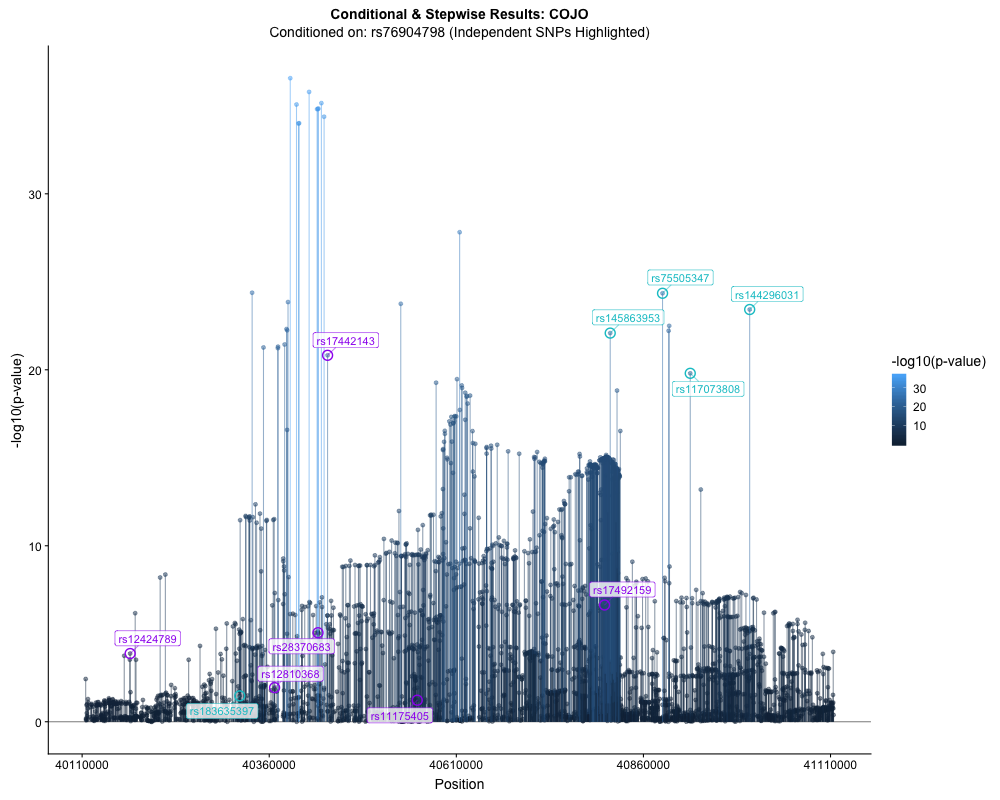 Conditional & Stepwise Results: COJO
Conditioned on: rs76904798 (Independent SNPs Highlighted)
-log10(p-value)
30
20
10
0
rs75505347
rs144296031
rs145863953
rs17442143
rs117073808
rs17492159
rs12424789
rs28370683
rs12810368
rs183635397
rs11175405
-log10(p-value)
30
20
10
40110000
40360000
40610000
40860000
41110000
Position